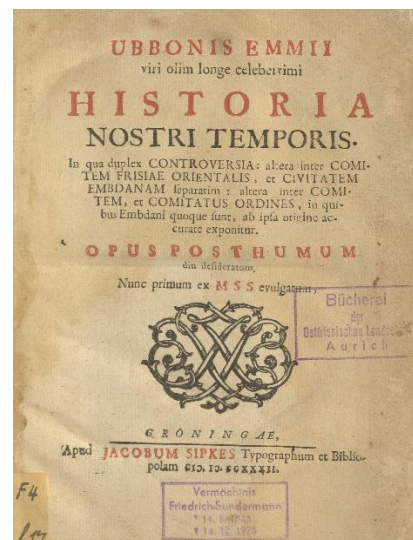 UBBONIS EMMII
viri olim longe celeberrimi
HISTORIA
NOSTRI TEMPORIS.
In qua duplex CONTROVERSIA: altera inter COMI-
TEM FRISIAE ORIENTALIS, et CIVITATEM
EMBDANAM separatim: altera inter COMI-
TEM, et COMITATUS ORDINES, in qui-
bus Embdani quoque sunt, ab ipsa origine ac-
curate exponitur.
OPUS POSTHUMUM
diu desideratum,
Nunc primum ex MSS evulgatum,
Bücherei
der
Ostfriesischen Landsch
Aurich
GRONINGAE,
Apud JACOBUM SIPKES Typographum et Biblio-
polam
F4
Vermächtnis
Friedrich Sundermann